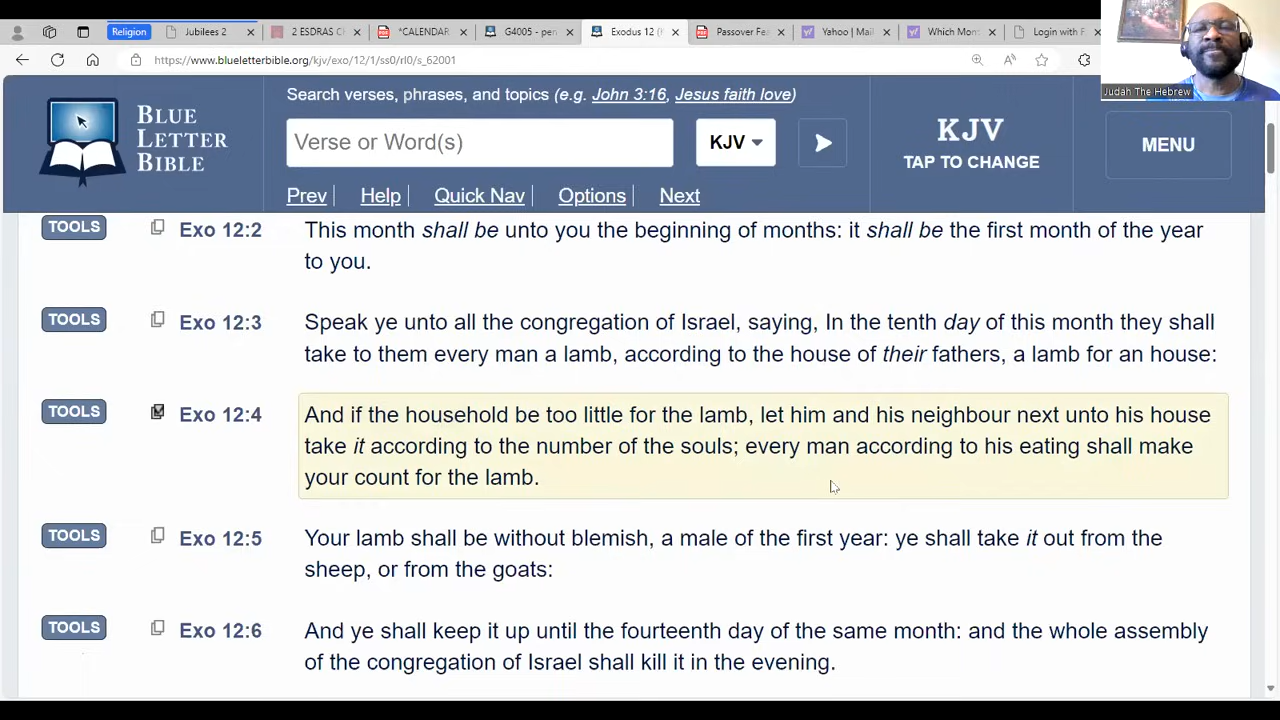 Religion
Jubilees 2
2 ESDRAS C
*CALENDAR
G4005 - pen
Exodus 12 (
Passover Fea
Yahoo | Mail
Which Mon
Login with F
https://www.blueletterbible.org/kjv/exo/12/1/ss0/rl0/s_62001
Judah The Hebrew
BLUE
LETTER
BIBLE
Search verses, phrases, and topics (e.g. John 3:16, Jesus faith love)
Verse or Word(s)
KJV
KJV
TAP TO CHANGE
MENU
Prev
Help
Quick Nav
Options
Next
TOOLS
Exo 12:2
This month shall be unto you the beginning of months: it shall be the first month of the year
to you.
TOOLS
Exo 12:3
Speak ye unto all the congregation of Israel, saying, In the tenth day of this month they shall
take to them every man a lamb, according to the house of their fathers, a lamb for an house:
TOOLS
Exo 12:4
And if the household be too little for the lamb, let him and his neighbour next unto his house
take it according to the number of the souls; every man according to his eating shall make
your count for the lamb.
TOOLS
Exo 12:5
Your lamb shall be without blemish, a male of the first year: ye shall take it out from the
sheep, or from the goats:
TOOLS
Exo 12:6
And ye shall keep it up until the fourteenth day of the same month: and the whole assembly
of the congregation of Israel shall kill it in the evening.